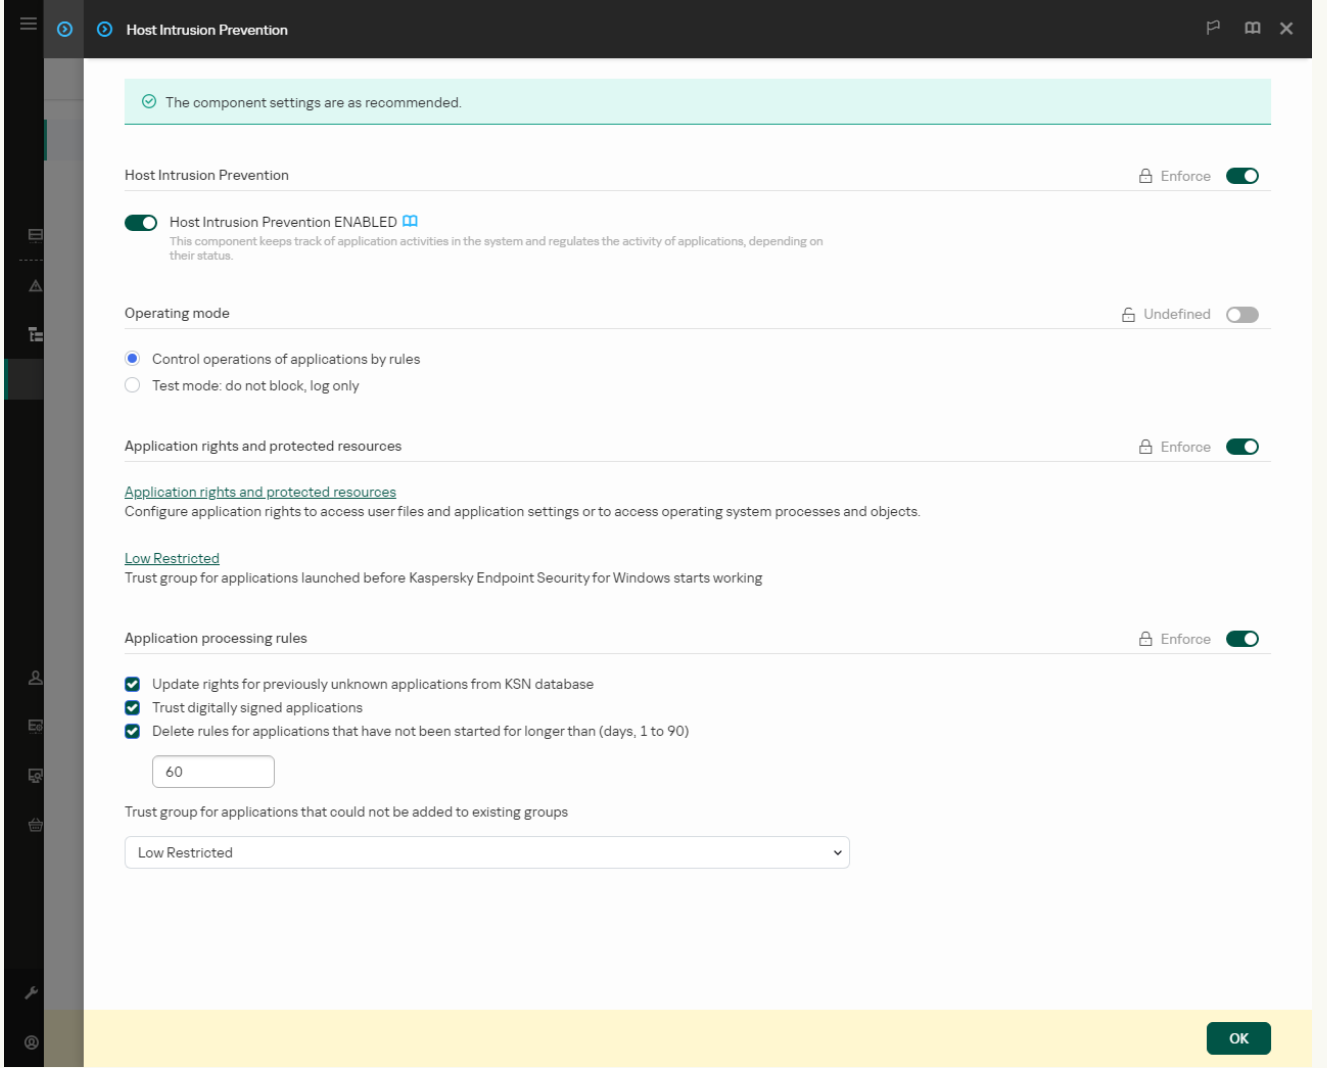 Host Intrusion Prevention
The component settings are as recommended.
Host Intrusion Prevention
Enforce
Host Intrusion Prevention ENABLED
This component keeps track of application activities in the system and regulates the activity of applications, depending on
their status.
Operating mode
Undefined
Control operations of applications by rules
Test mode: do not block, log only
Application rights and protected resources
Enforce
Application rights and protected resources
Configure application rights to access user files and application settings or to access operating system processes and objects.
Low Restricted
Trust group for applications launched before Kaspersky Endpoint Security for Windows starts working
Application processing rules
Enforce
Update rights for previously unknown applications from KSN database
Trust digitally signed applications
Delete rules for applications that have not been started for longer than (days, 1 to 90)
60
Trust group for applications that could not be added to existing groups
Low Restricted
OK